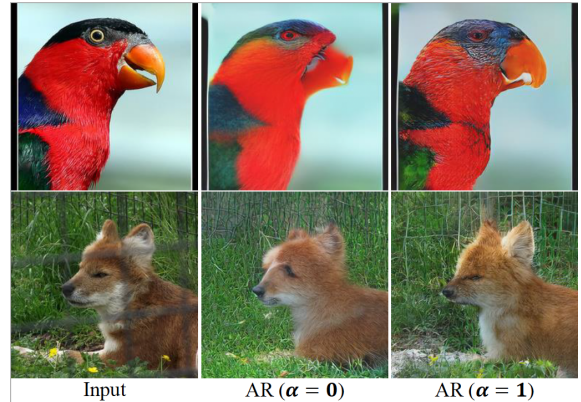 Input AR (𝜶 = 𝟎) AR (𝜶 = 𝟏)